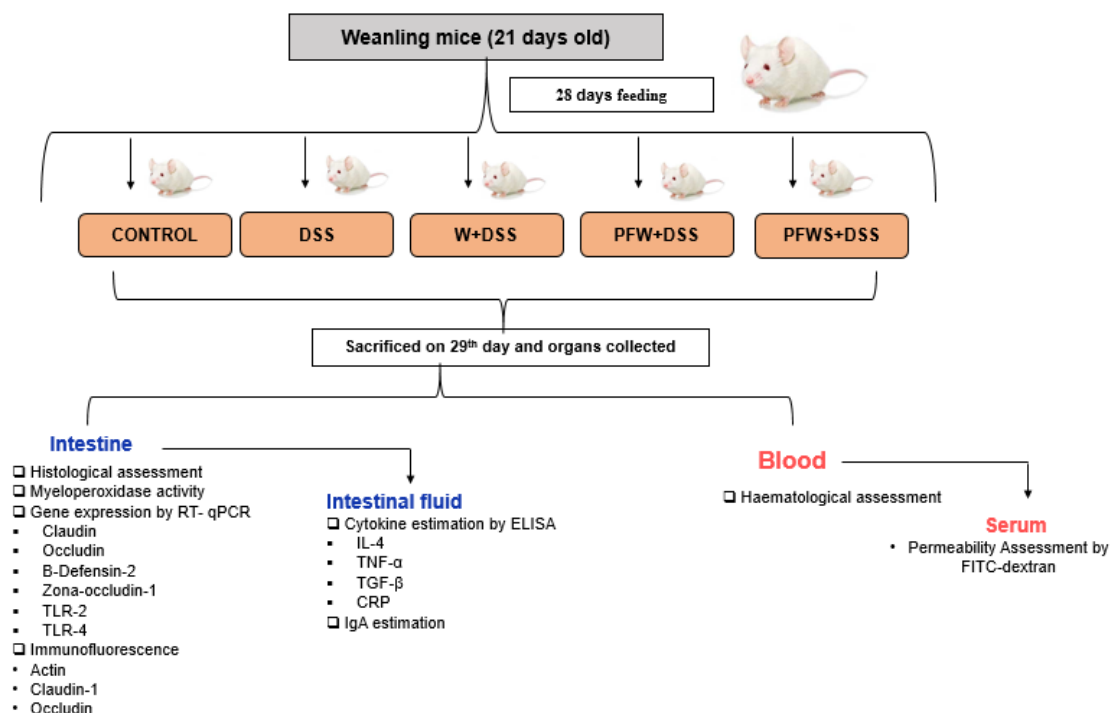 Weanling mice (21 days old)
28 days feeding
CONTROL
DSS
W+DSS
PFW+DSS
PFWS+DSS
Sacrificed on 29th day and organs collected
Intestine
❑ Histological assessment
❑ Myeloperoxidase activity
❑ Gene expression by RT- qPCR
▪ Claudin
▪ Occludin
▪ B-Defensin-2
▪ Zona-occludin-1
▪ TLR-2
▪ TLR-4
❑ Immunofluorescence
• Actin
• Claudin-1
• Occludin
Intestinal fluid
❑ Cytokine estimation by ELISA
▪ IL-4
▪ TNF-α
▪ TGF-β
▪ CRP
❑ IgA estimation
Blood
❑ Haematological assessment
Serum
• Permeability Assessment by
FITC-dextran